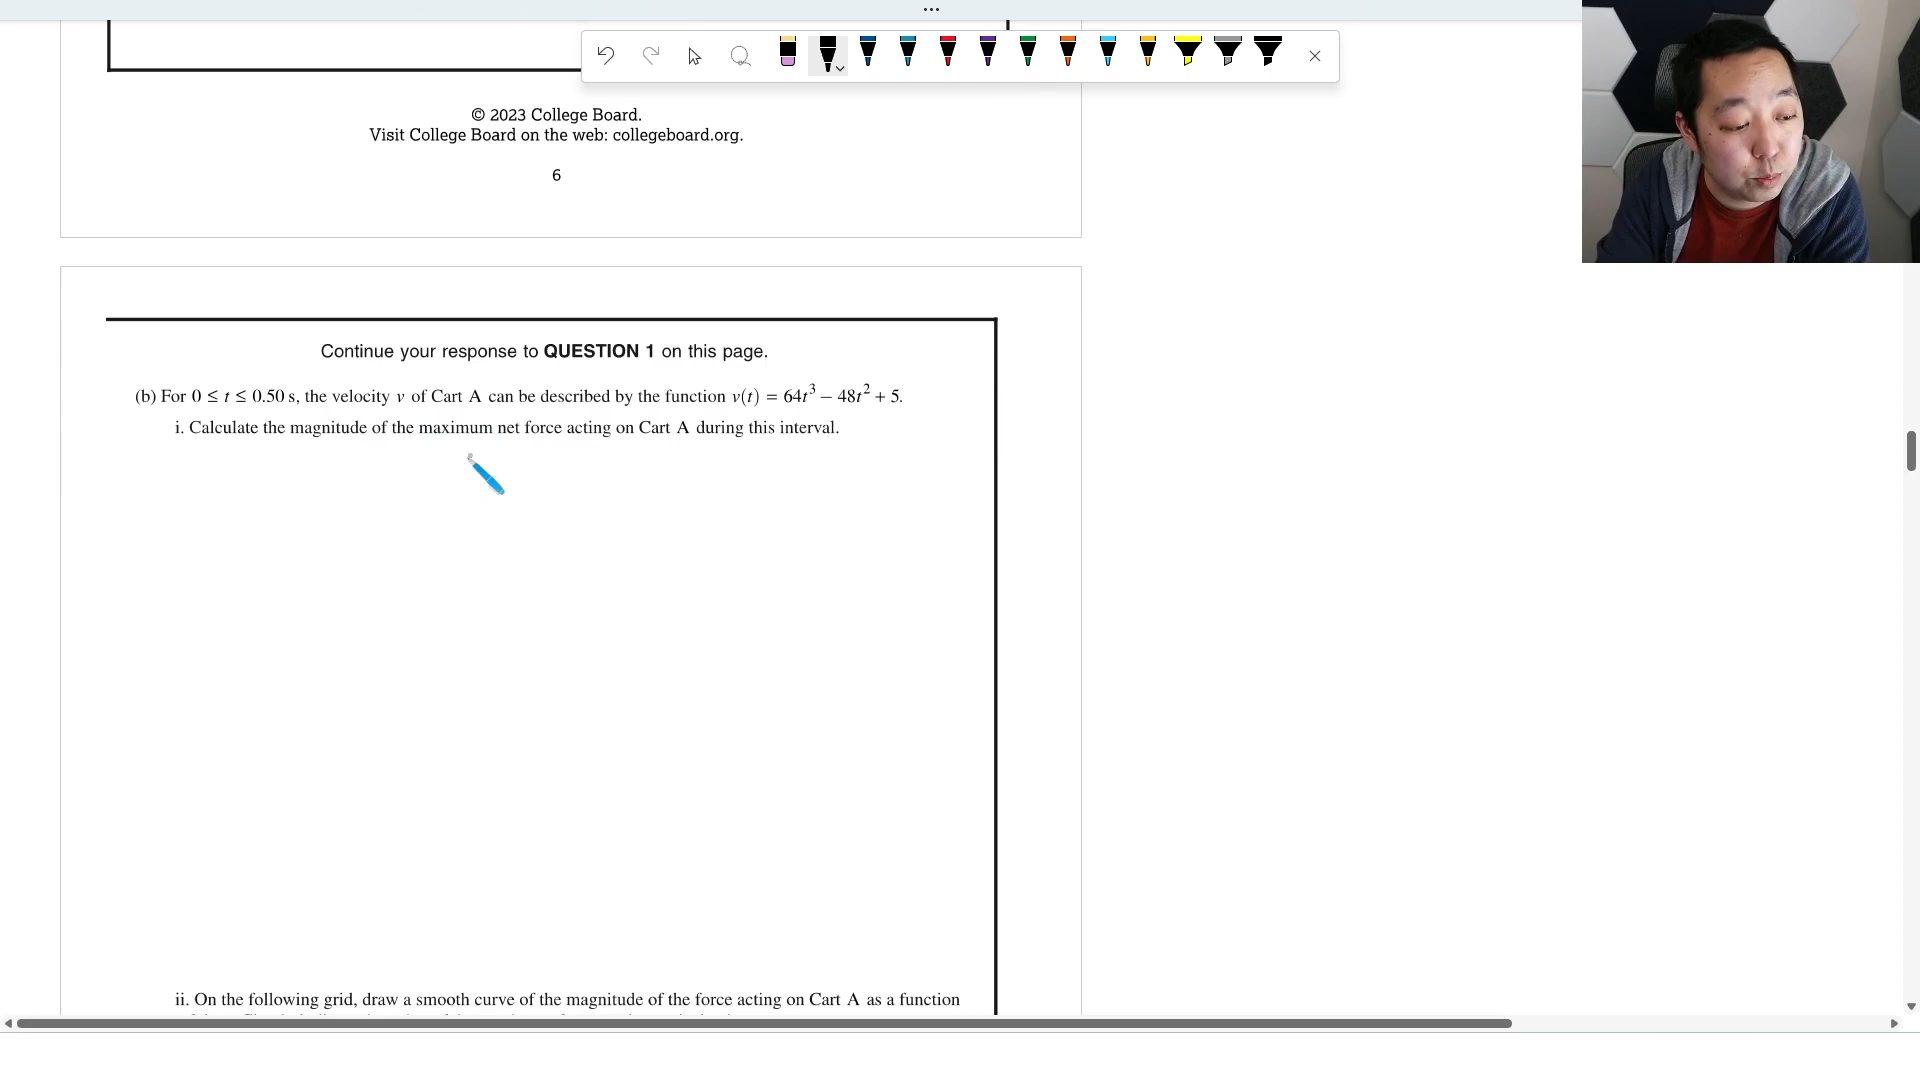 © 2023 College Board.
Visit College Board on the web: collegeboard.org.
6
Continue your response to QUESTION 1 on this page.
(b) For 0 ≤ t ≤ 0.50 s, the velocity v of Cart A can be described by the function v(t) = 64t³ − 48t² + 5.
i. Calculate the magnitude of the maximum net force acting on Cart A during this interval.
ii. On the following grid, draw a smooth curve of the magnitude of the force acting on Cart A as a function